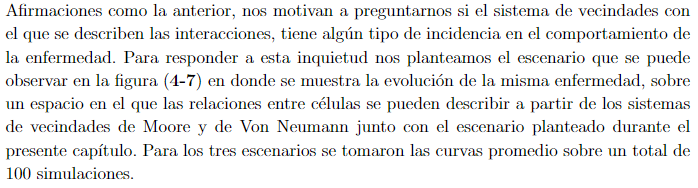 Afirmaciones como la anterior, nos motivan a preguntarnos si el sistema de vecindades con
el que se describen las interacciones, tiene algún tipo de incidencia en el comportamiento de
la enfermedad. Para responder a esta inquietud nos planteamos el escenario que se puede
observar en la figura (4-7) en donde se muestra la evolución de la misma enfermedad, sobre
un espacio en el que las relaciones entre células se pueden describir a partir de los sistemas
de vecindades de Moore y de Von Neumann junto con el escenario planteado durante el
presente capítulo. Para los tres escenarios se tomaron las curvas promedio sobre un total de
100 simulaciones.